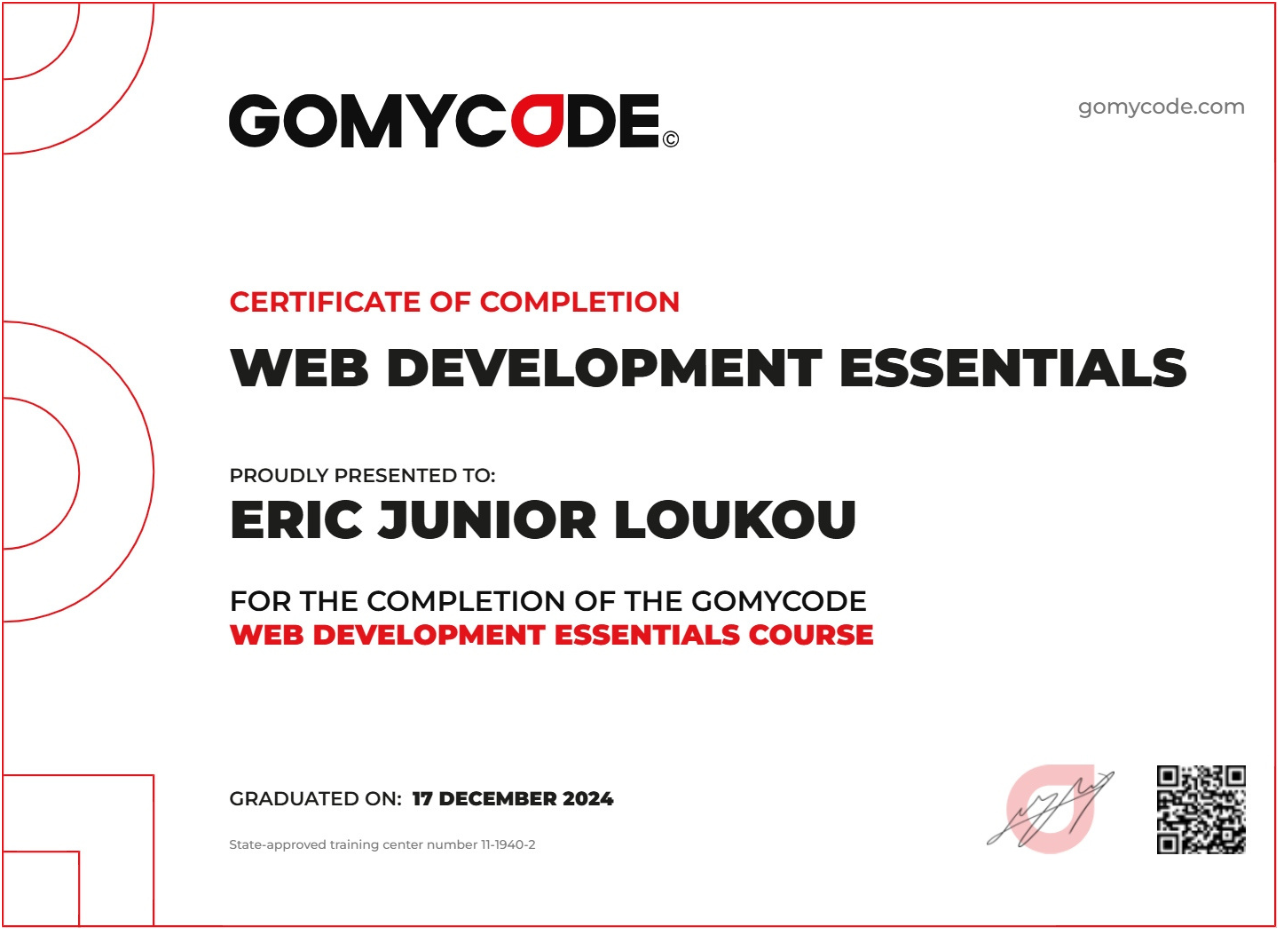 GOMYCODE©
gomycode.com
CERTIFICATE OF COMPLETION
WEB DEVELOPMENT ESSENTIALS
PROUDLY PRESENTED TO:
ERIC JUNIOR LOUKOU
FOR THE COMPLETION OF THE GOMYCODE
WEB DEVELOPMENT ESSENTIALS COURSE
GRADUATED ON: 17 DECEMBER 2024
State-approved training center number 11-1940-2